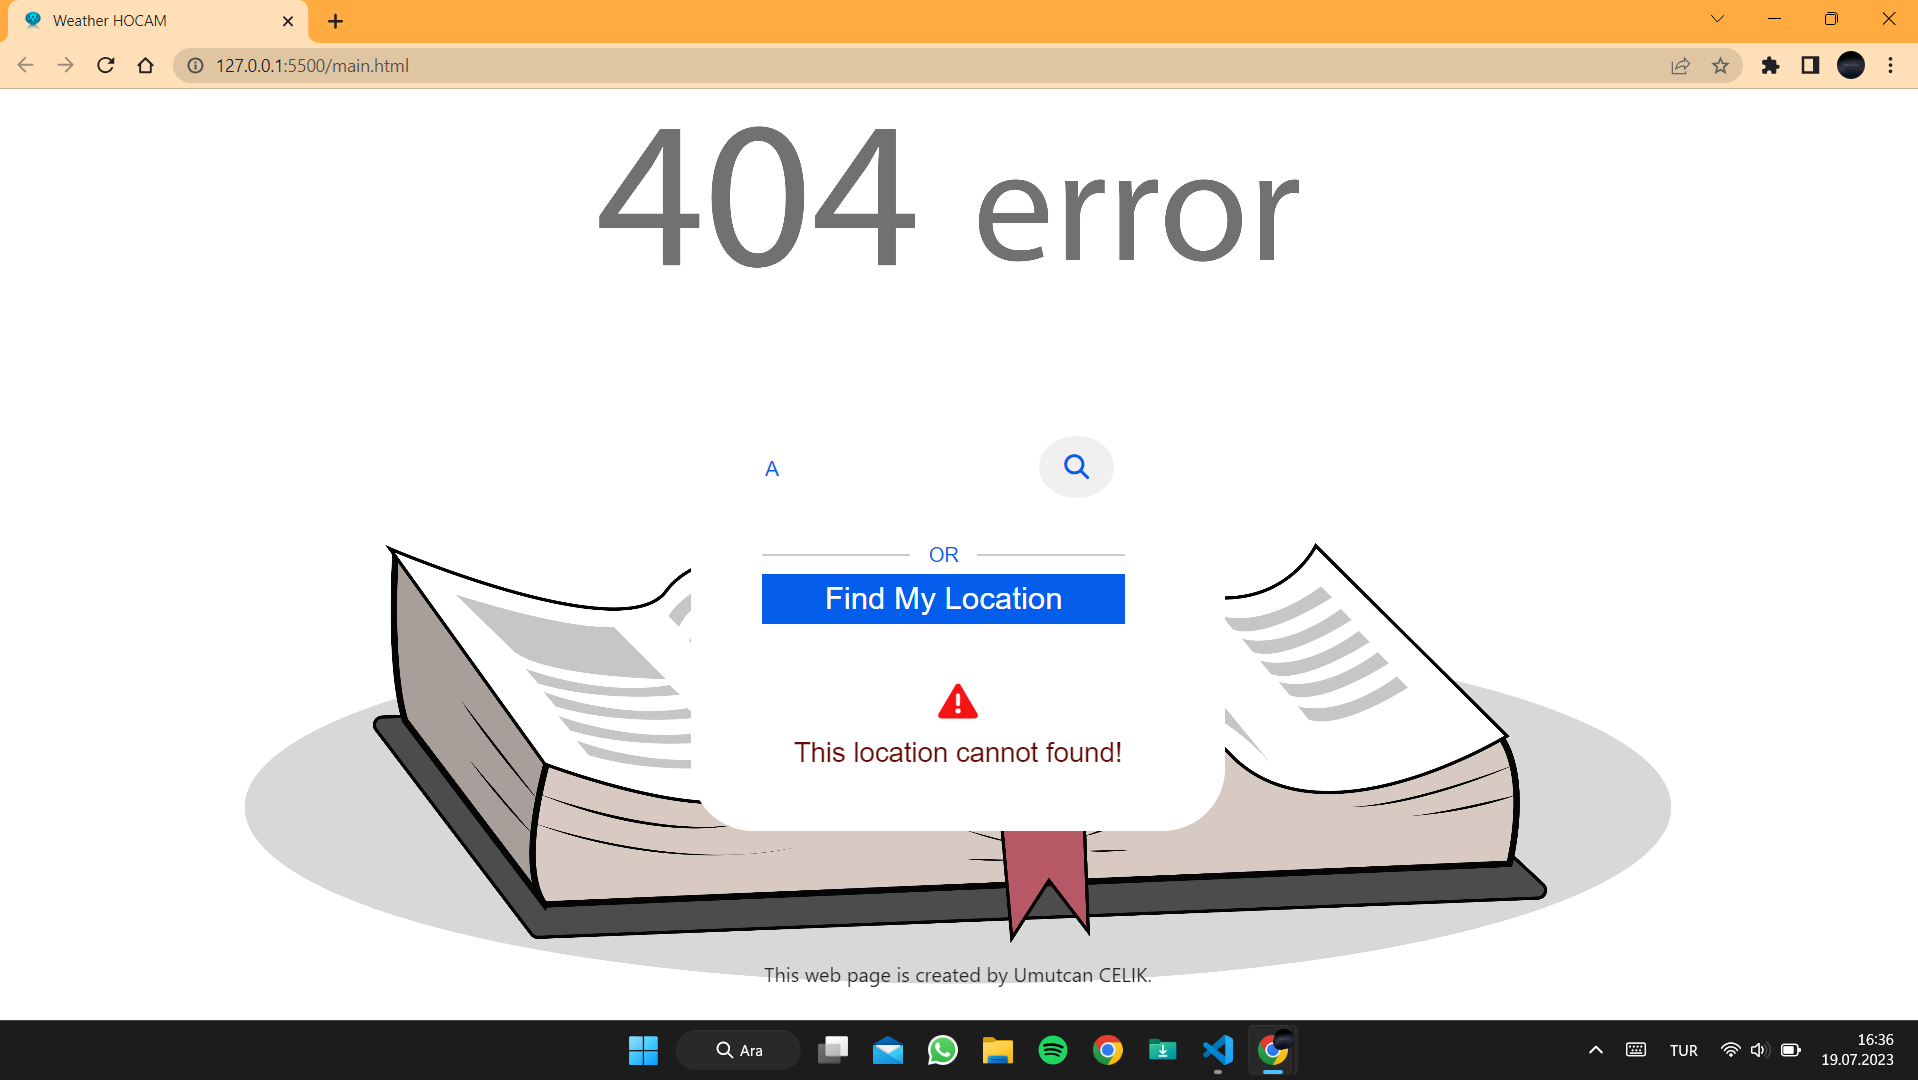 Weather HOCAM
127.0.0.1:5500/main.html
404 error
A
OR
Find My Location
This location cannot found!
This web page is created by Umutcan CELIK.
Ara
TUR
16:36
19.07.2023